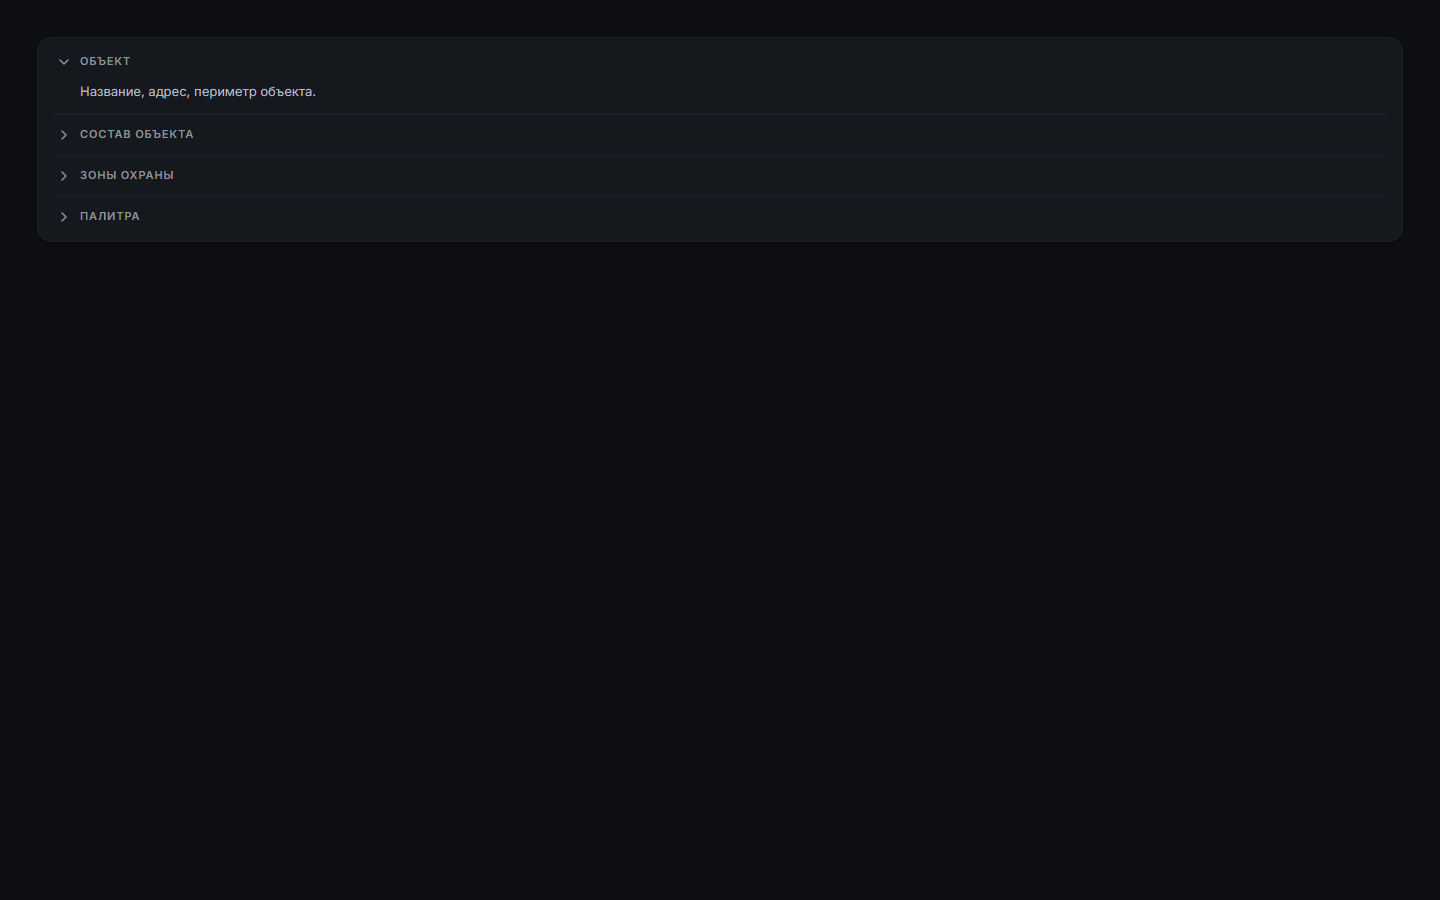 ОБЪЕКТ
Название, адрес, периметр объекта.
СОСТАВ ОБЪЕКТА
ЗОНЫ ОХРАНЫ
ПАЛИТРА